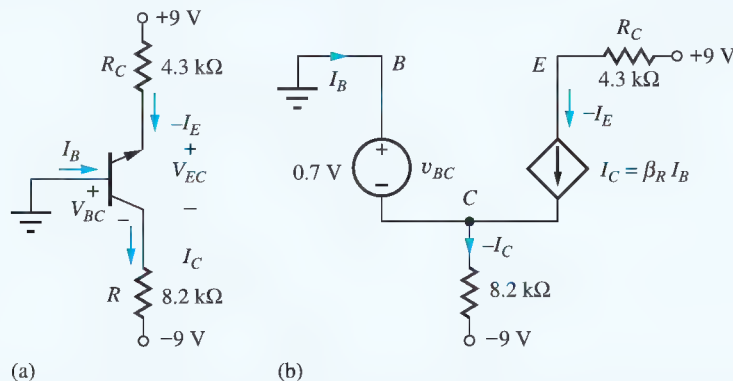 +9 V
R_C
4.3 kΩ
–I_E
I_B
+
V_EC
+
V_BC
–
–
I_C
R
8.2 kΩ
–9 V
(a)
B
I_B
E
R_C
+9 V
4.3 kΩ
–I_E
+
0.7 V
v_BC
–
I_C = β_R I_B
C
–I_C
8.2 kΩ
–9 V
(b)